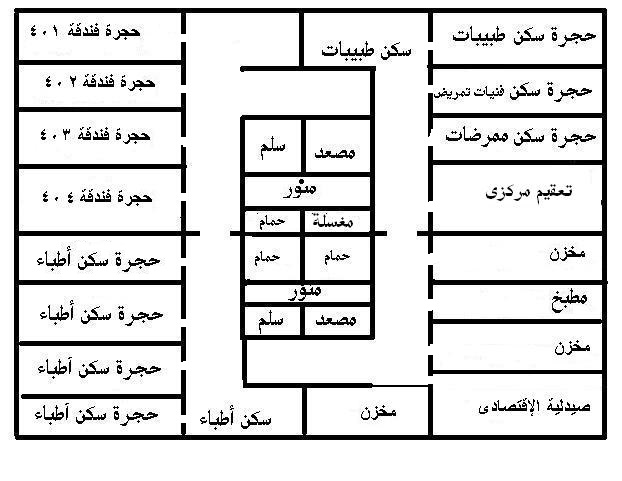 حجرة سكن طبيبات
سكن طبيبات
حجرة فندقة ٤٠١
حجرة سكن فنيات تمريض
حجرة فندقة ٤٠٢
حجرة سكن ممرضات
مصعد
سلم
حجرة فندقة ٤٠٣
تعقيم مركزى
منور
حجرة فندقة ٤٠٤
مغسلة
حمام
مخزن
حمام
حمام
حجرة سكن أطباء
مطبخ
منور
حجرة سكن أطباء
مصعد
سلم
مخزن
حجرة سكن أطباء
صيدلية الإقتصادى
مخزن
سكن أطباء
حجرة سكن أطباء